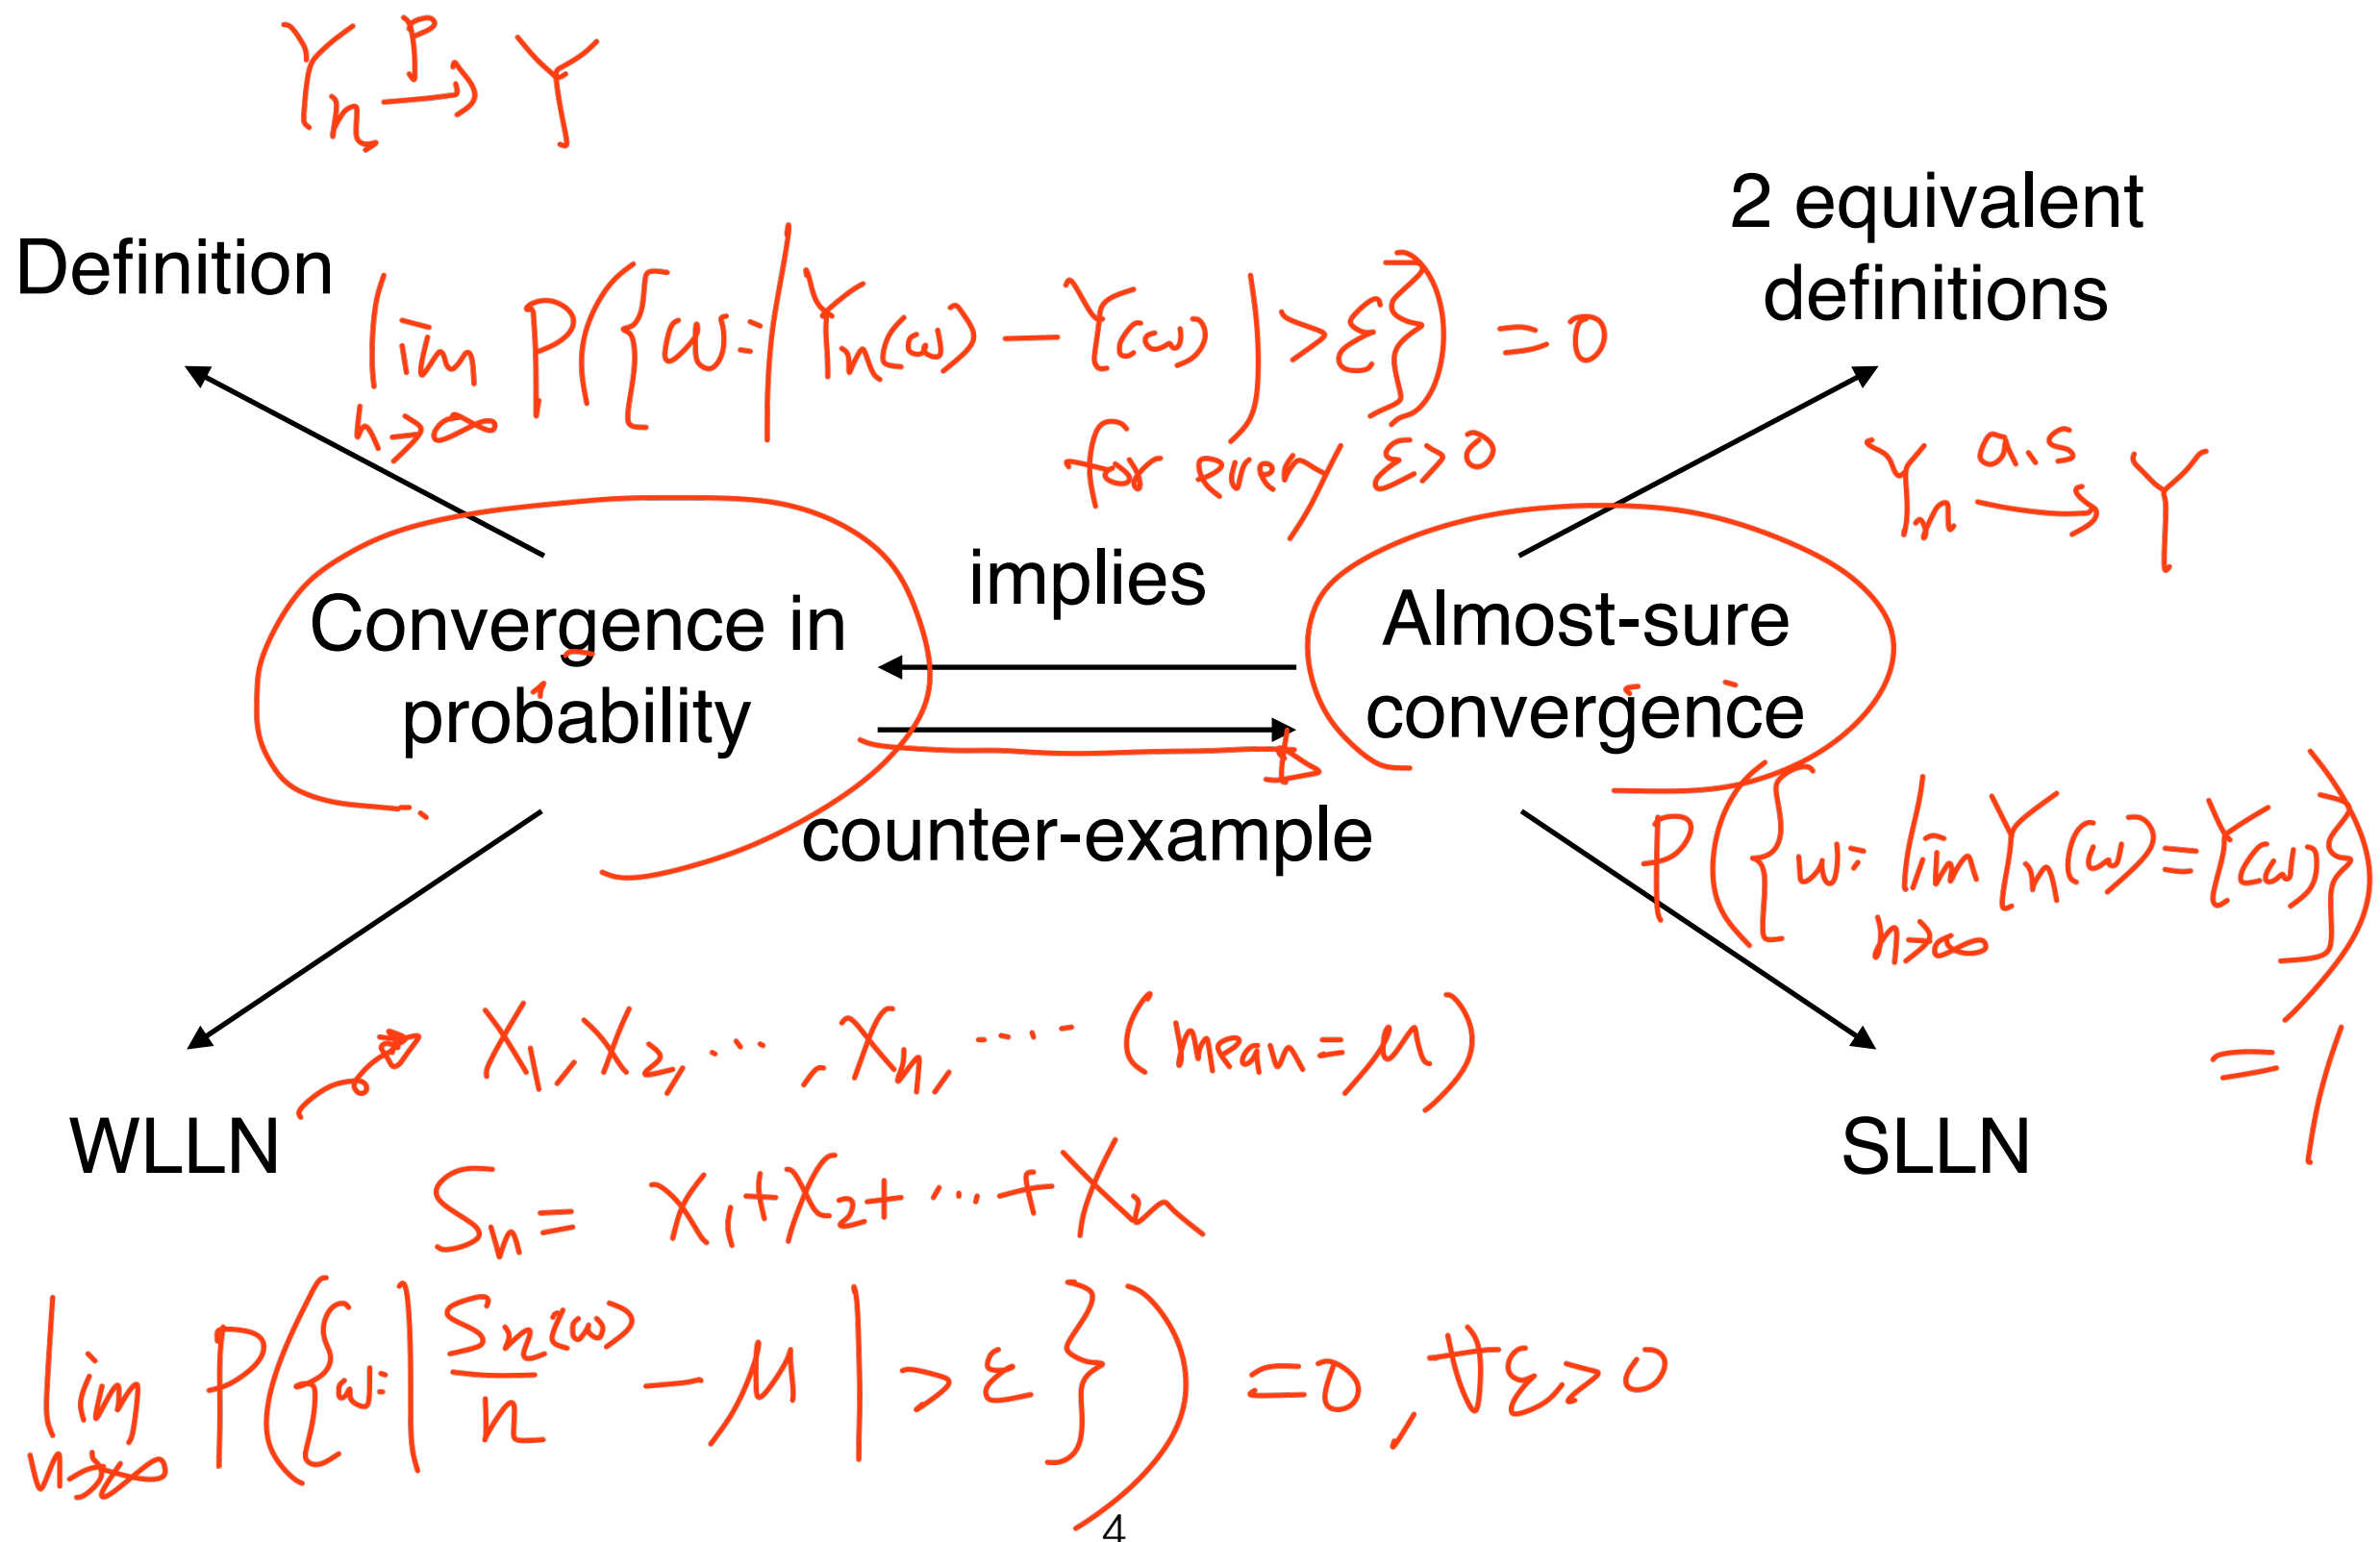 Yₙ →ᴾ Y
2 equivalent
definitions
Definition
lim P({ω: |Yₙ(ω) − Y(ω)| > ε}) = 0
n→∞
for every ε>0
Yₙ →ᵃ·ˢ Y
implies
Convergence in
probability
Almost-sure
convergence
counter-example
P({ω: lim Yₙ(ω) = Y(ω)})
n→∞
= 1
X₁, X₂, ..., Xₙ, .... (mean = μ)
WLLN
SLLN
Sₙ = X₁ + X₂ + ... + Xₙ
lim P({ω: | Sₙ(ω)/n − μ | > ε}) = 0, ∀ε>0
n→∞
4